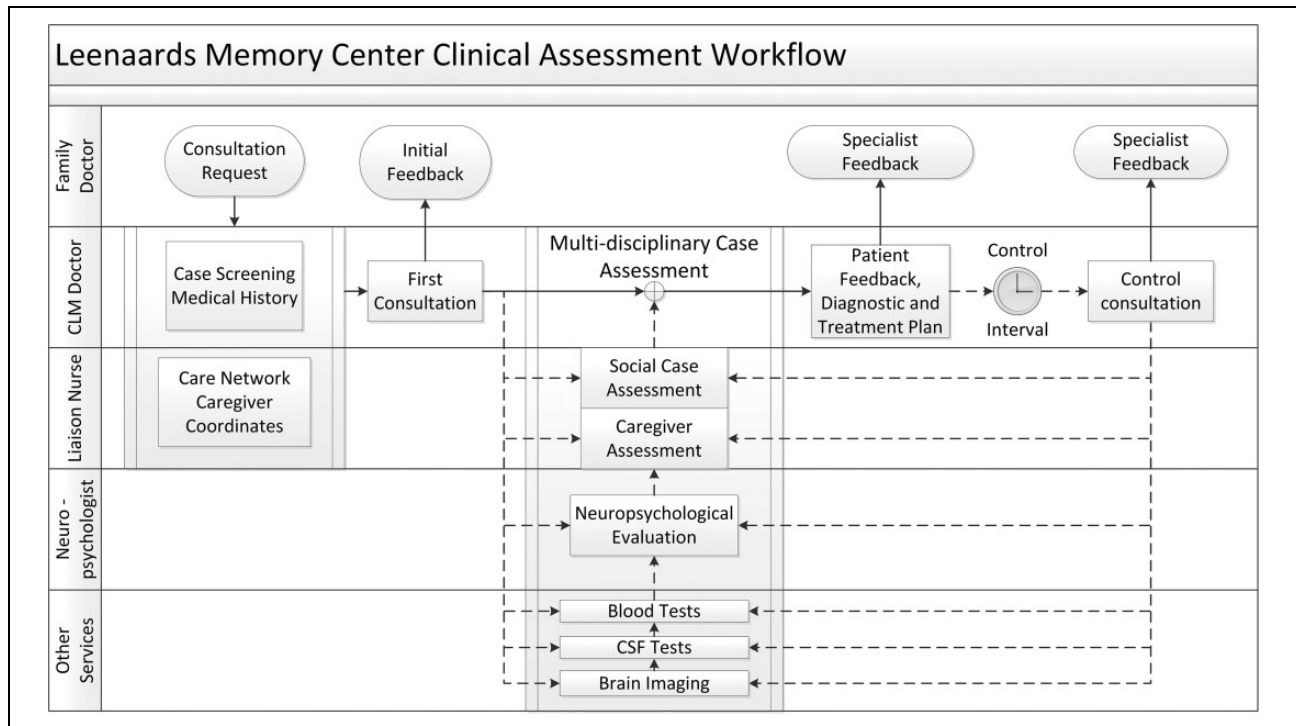 Leenaards Memory Center Clinical Assessment Workflow
Family
Doctor
Consultation
Request
Initial
Feedback
Specialist
Feedback
Specialist
Feedback
CLM Doctor
Case Screening
Medical History
First
Consultation
Multi-disciplinary Case
Assessment
Patient
Feedback,
Diagnostic and
Treatment Plan
Control
Interval
Control
consultation
Liaison Nurse
Care Network
Caregiver
Coordinates
Social Case
Assessment
Caregiver
Assessment
Neuro -
psychologist
Neuropsychological
Evaluation
Other
Services
Blood Tests
CSF Tests
Brain Imaging